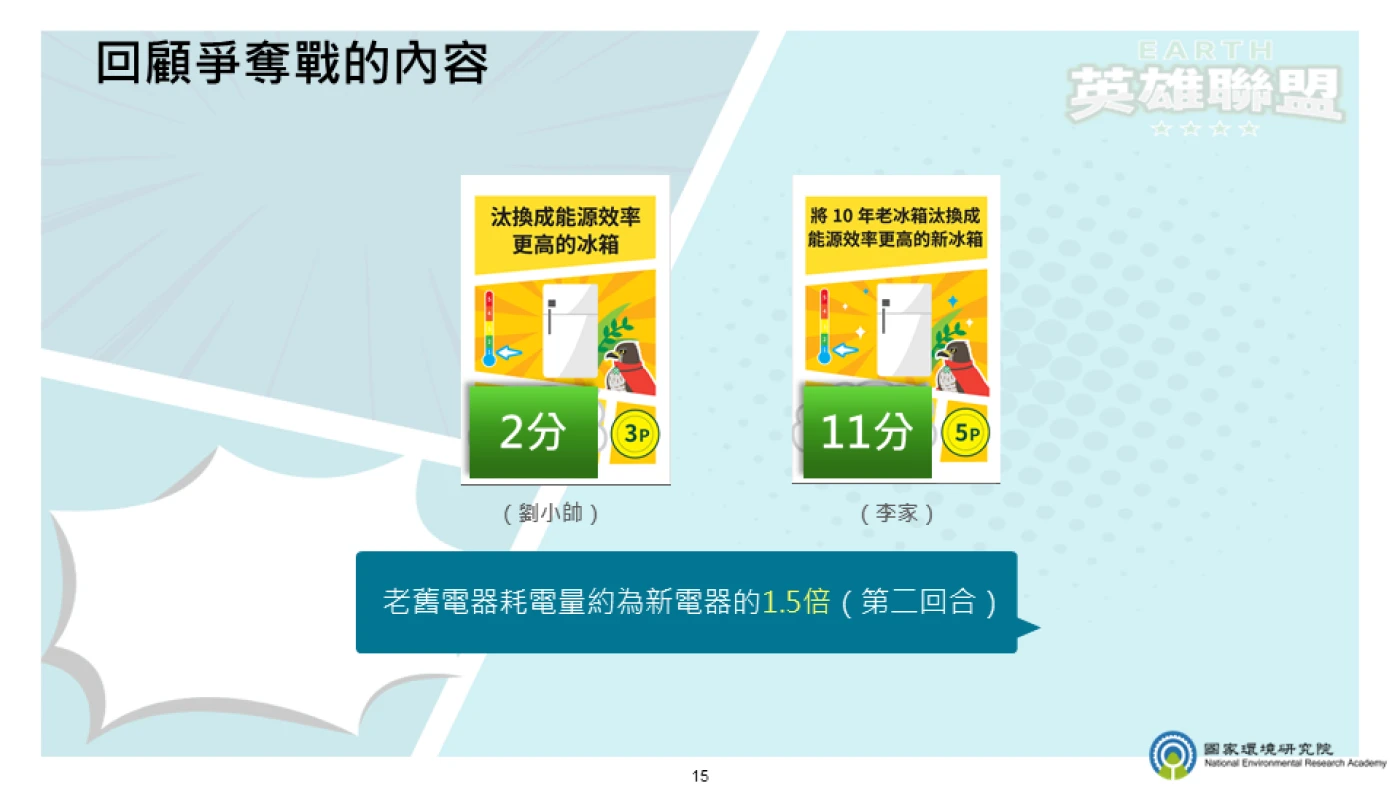 回顧爭奪戰的內容
EARTH
英雄聯盟
汰換成能源效率
更高的冰箱
2分
3P
(劉小帥)
將 10 年老冰箱汰換成
能源效率更高的新冰箱
11分
5P
(李家)
老舊電器耗電量約為新電器的1.5倍(第二回合)
國家環境研究院
National Environmental Research Academy
15